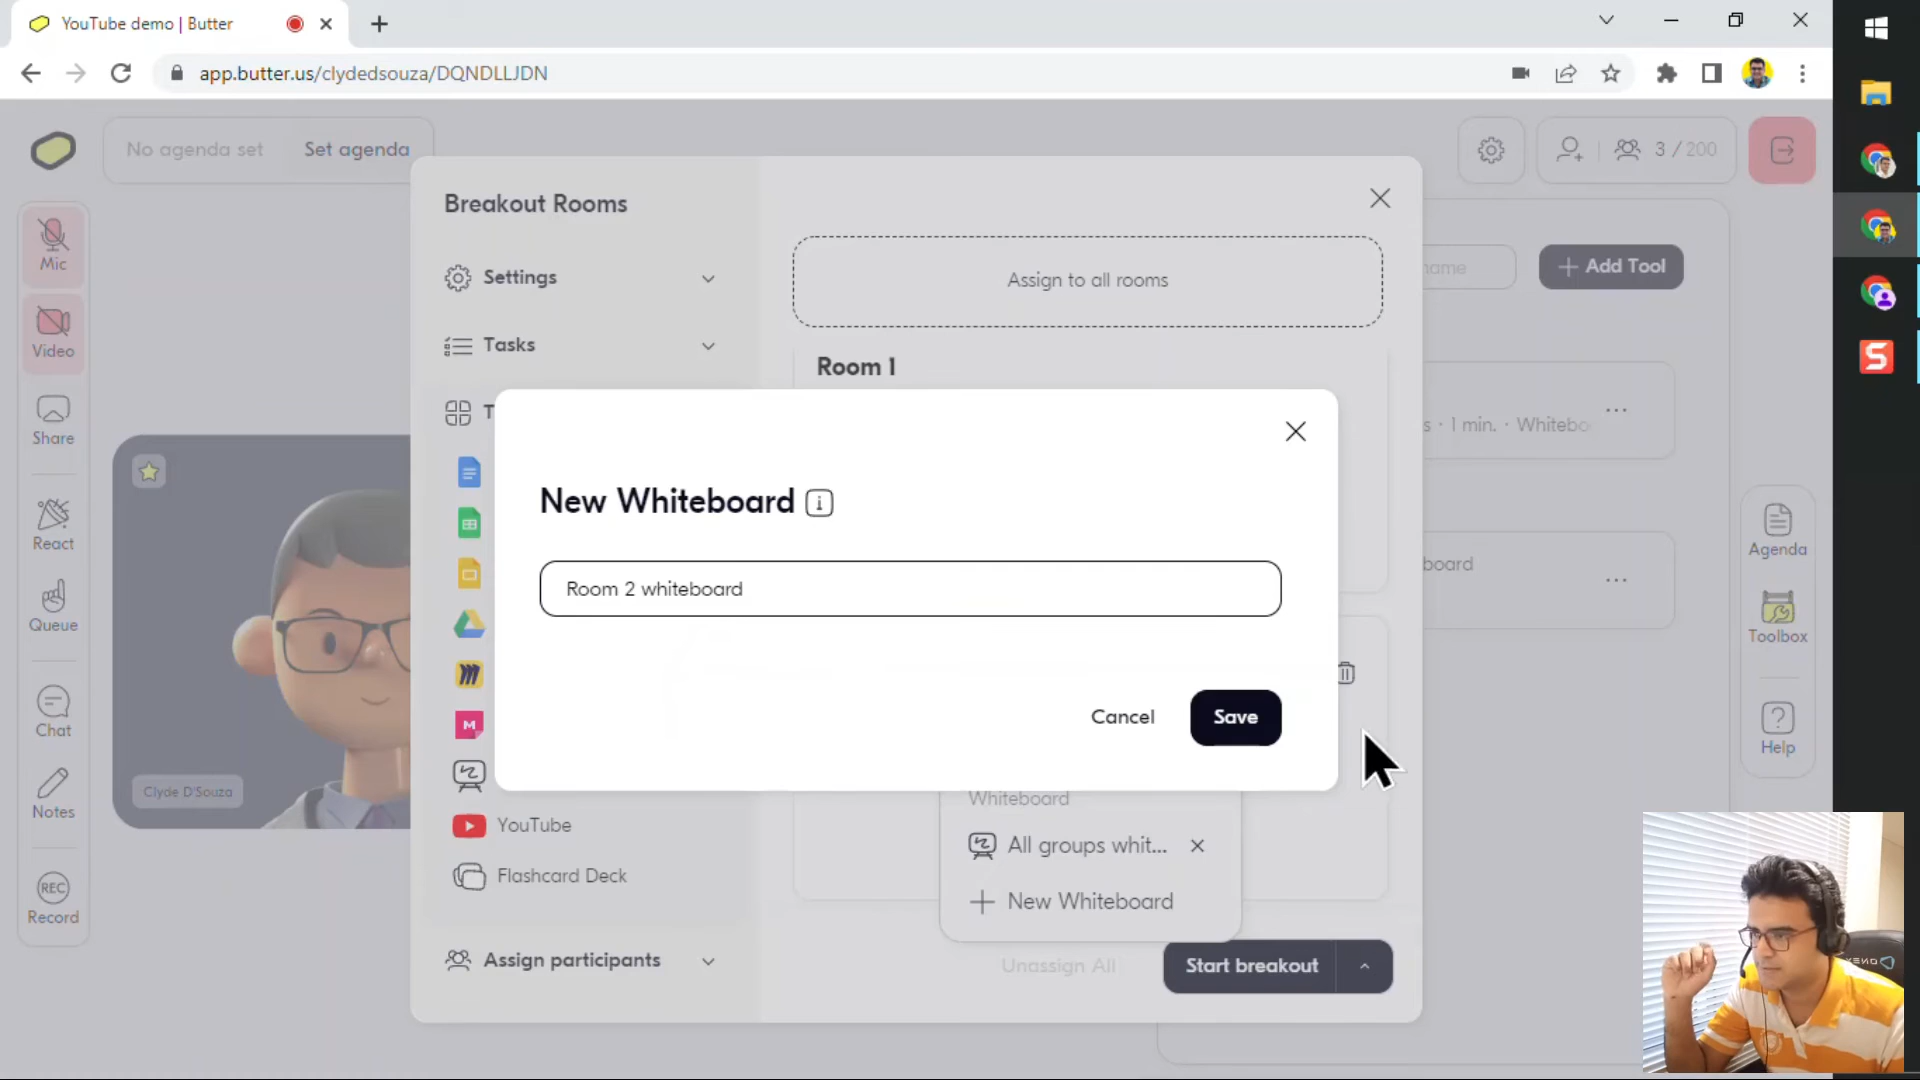 YouTube demo | Butter
app.butter.us/clydedsouza/DQNDLLJDN
No agenda set
Set agenda
3 / 200
Breakout Rooms
Settings
Tasks
Assign to all rooms
Room 1
Add Tool
Mic
Video
Share
React
Queue
Chat
Notes
REC
Record
Clyde D'Souza
New Whiteboard
Room 2 whiteboard
Cancel
Save
· 1 min. · Whitebo
Agenda
Toolbox
Help
YouTube
Flashcard Deck
Assign participants
Whiteboard
All groups whit...
New Whiteboard
Unassign All
Start breakout